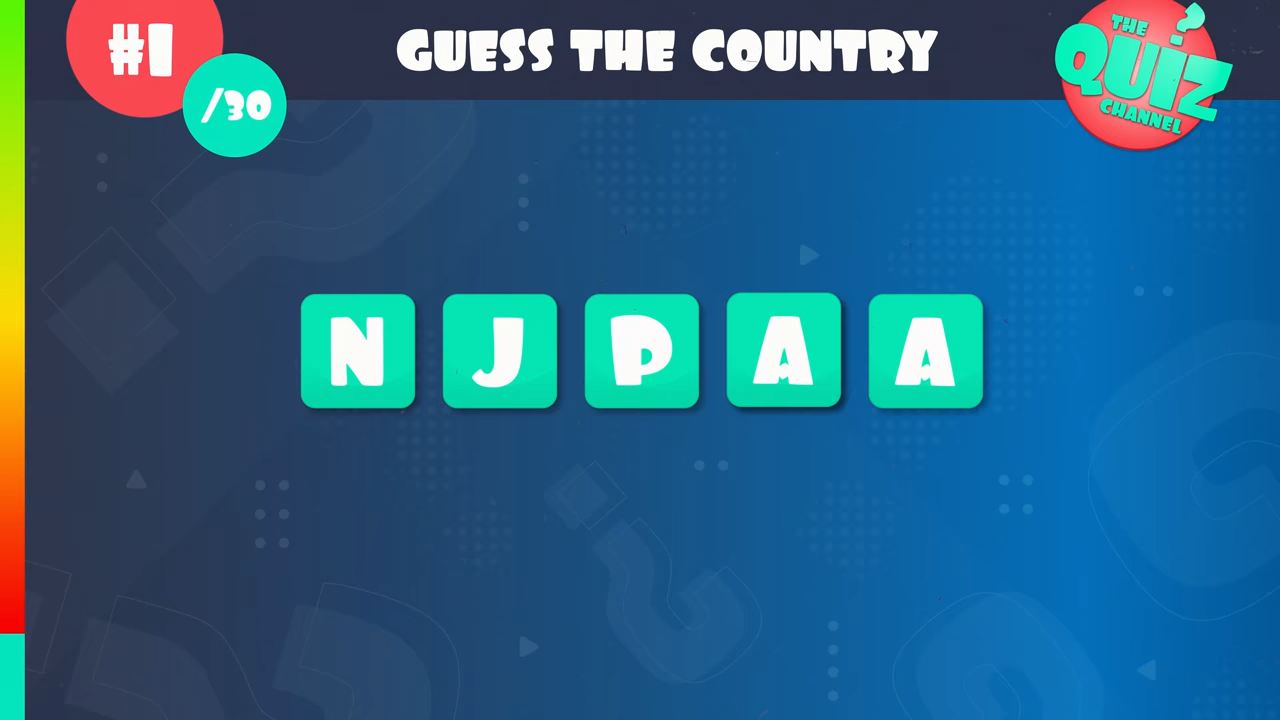 #1
/30
GUESS THE COUNTRY
THE
QUIZ
CHANNEL
N J P A A